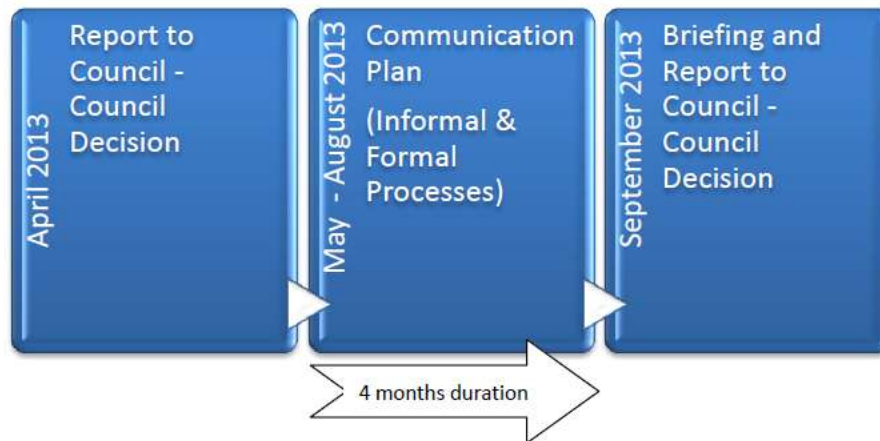 April 2013
Report to
Council -
Council
Decision
May - August 2013
Communication
Plan
(Informal &
Formal
Processes)
September 2013
Briefing and
Report to
Council -
Council
Decision
4 months duration